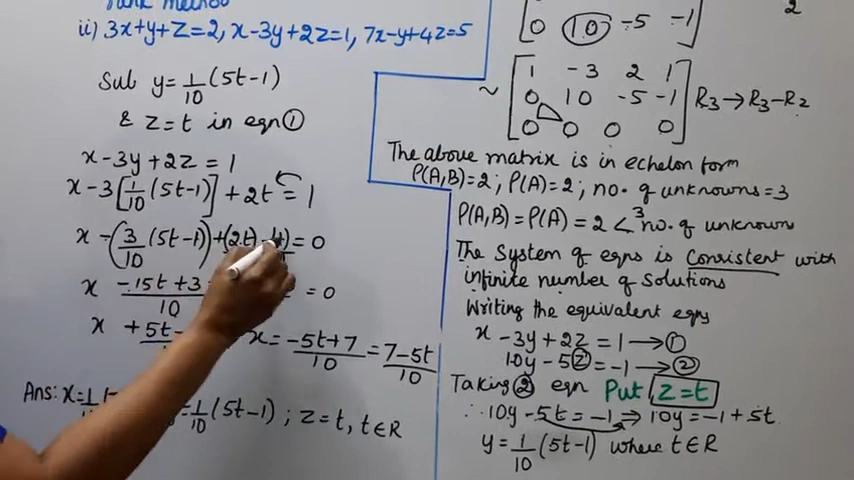 ii) 3x+y+z=2, x-3y+2z=1, 7x-y+4z=5
Sub y=1/10(5t-1)
& z=t in eqn①
x-3y+2z=1
x-3[1/10(5t-1)]+2t=1
x-(3/10(5t-1))+(2t)-1)=0
x -15t+3
10
=0
x +5t-
x=-5t+7/10=7-5t/10
Ans: x=1
=1/10(5t-1); z=t, t∈R
2
0 10 -5 -1
~ [1 -3 2 1
0 10 -5 -1
0 0 0 0] R₃→R₃-R₂
The above matrix is in echelon form
ρ(A,B)=2; ρ(A)=2; no. of unknowns=3
ρ(A,B)=ρ(A)=2<3 no. of unknowns
The System of eqns is Consistent with
infinite number of Solutions
Writing the equivalent eqns
x-3y+2z=1→①
10y-5z=-1→②
Taking ② eqn Put z=t
∴10y-5t=-1⇒10y=-1+5t
y=1/10(5t-1) where t∈R